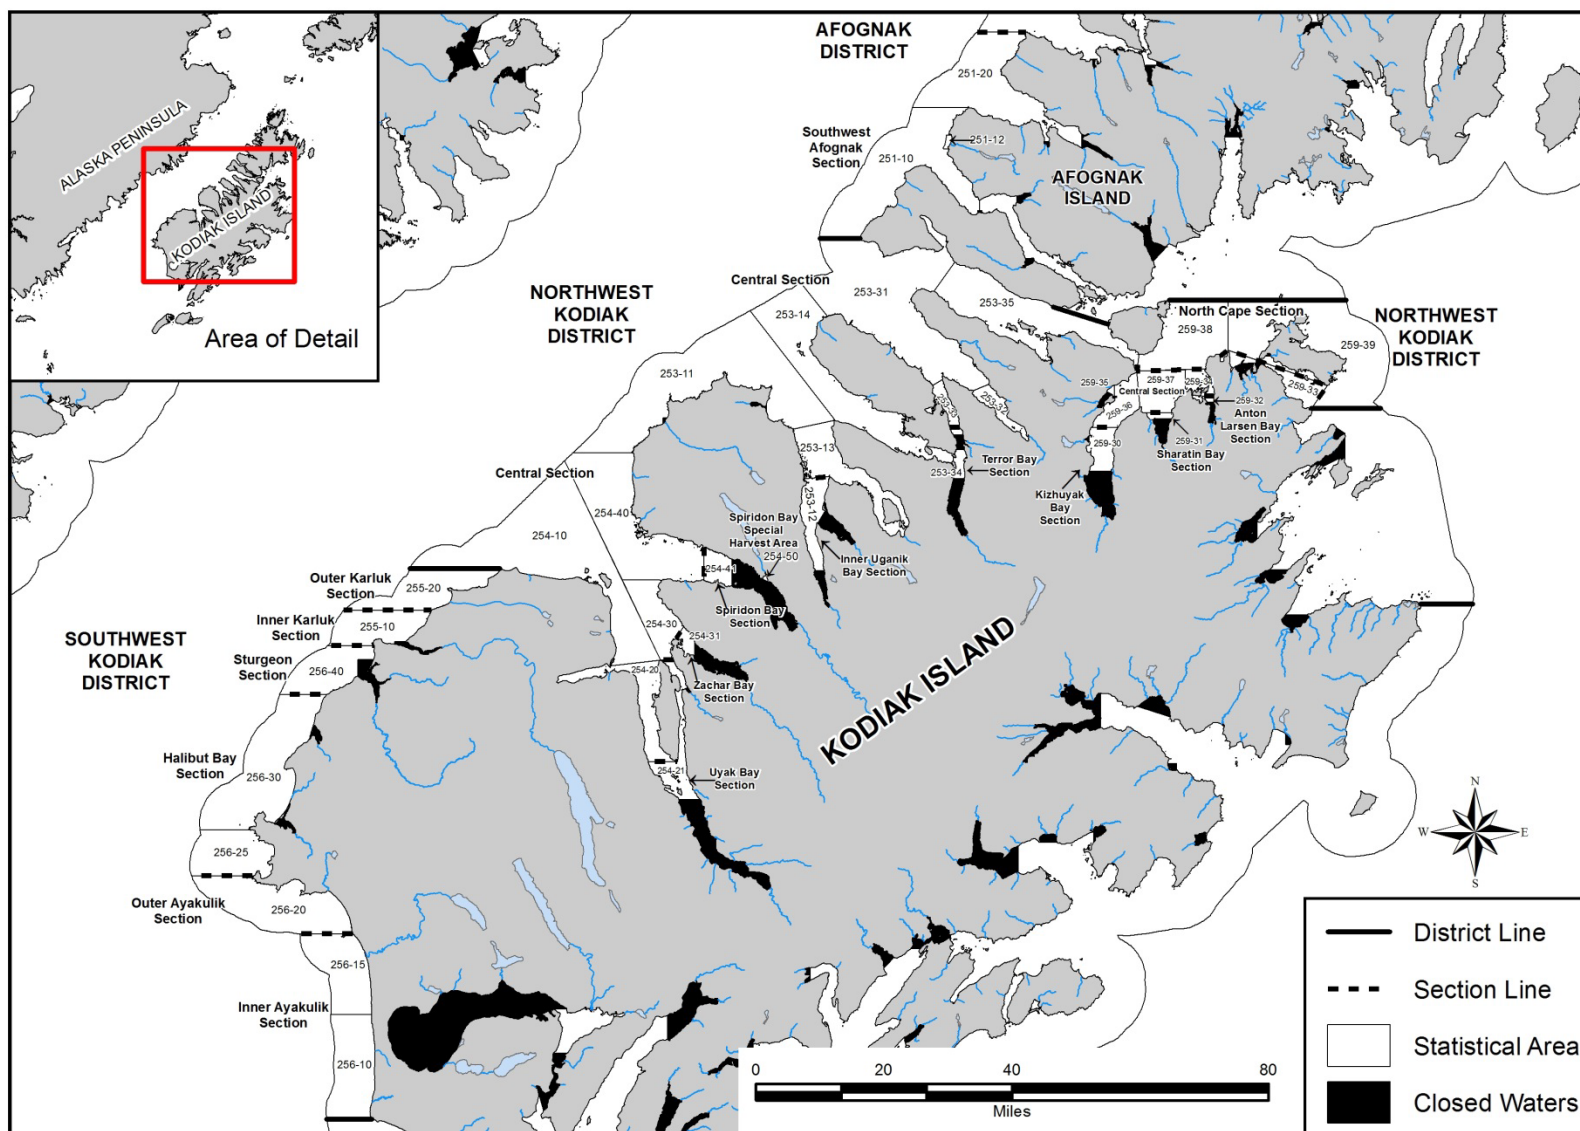 ALASKA PENINSULA
KODIAK ISLAND
Area of Detail
AFOGNAK
DISTRICT
251-20
Southwest
Afognak
Section
251-12
251-10
AFOGNAK
ISLAND
Central Section
253-31
253-35
NORTHWEST
KODIAK
DISTRICT
253-14
North Cape Section
259-38
259-39
NORTHWEST
KODIAK
DISTRICT
253-11
259-35
259-37
259-34
Central Section
259-33
253-33
253-32
259-36
259-32
Anton
Larsen Bay
Section
259-30
259-31
Sharatin Bay
Section
253-13
Terror Bay
Section
253-34
Kizhuyak
Bay
Section
Central Section
253-12
254-40
254-10
Spiridon Bay
Special
Harvest Area
254-50
Inner Uganik
Bay Section
254-41
Spiridon Bay
Section
Outer Karluk
Section
255-20
Inner Karluk
Section
255-10
SOUTHWEST
KODIAK
DISTRICT
Sturgeon
Section
256-40
254-30
254-31
254-20
Zachar Bay
Section
KODIAK ISLAND
Halibut Bay
Section
256-30
254-21
Uyak Bay
Section
256-25
Outer Ayakulik
Section
256-20
256-15
Inner Ayakulik
Section
256-10
N
W
E
S
District Line
Section Line
Statistical Area
Closed Waters
0
20
40
80
Miles